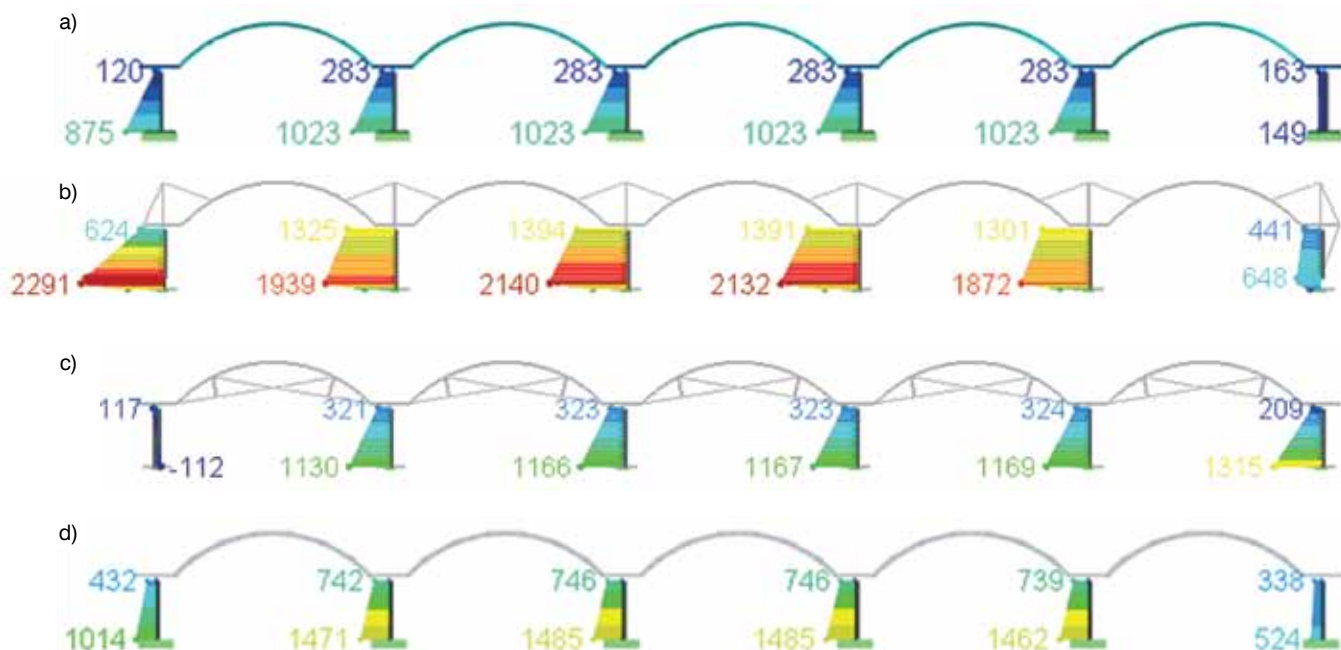 a)
120 283 283 283 283 163
875 1023 1023 1023 1023 149
b)
624 1325 1394 1391 1301 441
2291 1939 2140 2132 1872 648
c)
117 321 323 323 324 209
-112 1130 1166 1167 1169 1315
d)
432 742 746 746 739 338
1014 1471 1485 1485 1462 524